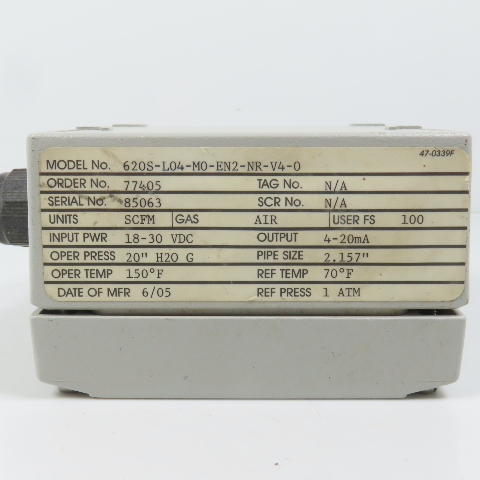 47-0339F
MODEL No. 620S-L04-M0-EN2-NR-V4-0
ORDER No. 77405 TAG No. N/A
SERIAL No. 85063 SCR No. N/A
UNITS SCFM GAS AIR USER FS 100
INPUT PWR 18-30 VDC OUTPUT 4-20mA
OPER PRESS 20" H2O G PIPE SIZE 2.157"
OPER TEMP 150°F REF TEMP 70°F
DATE OF MFR 6/05 REF PRESS 1 ATM